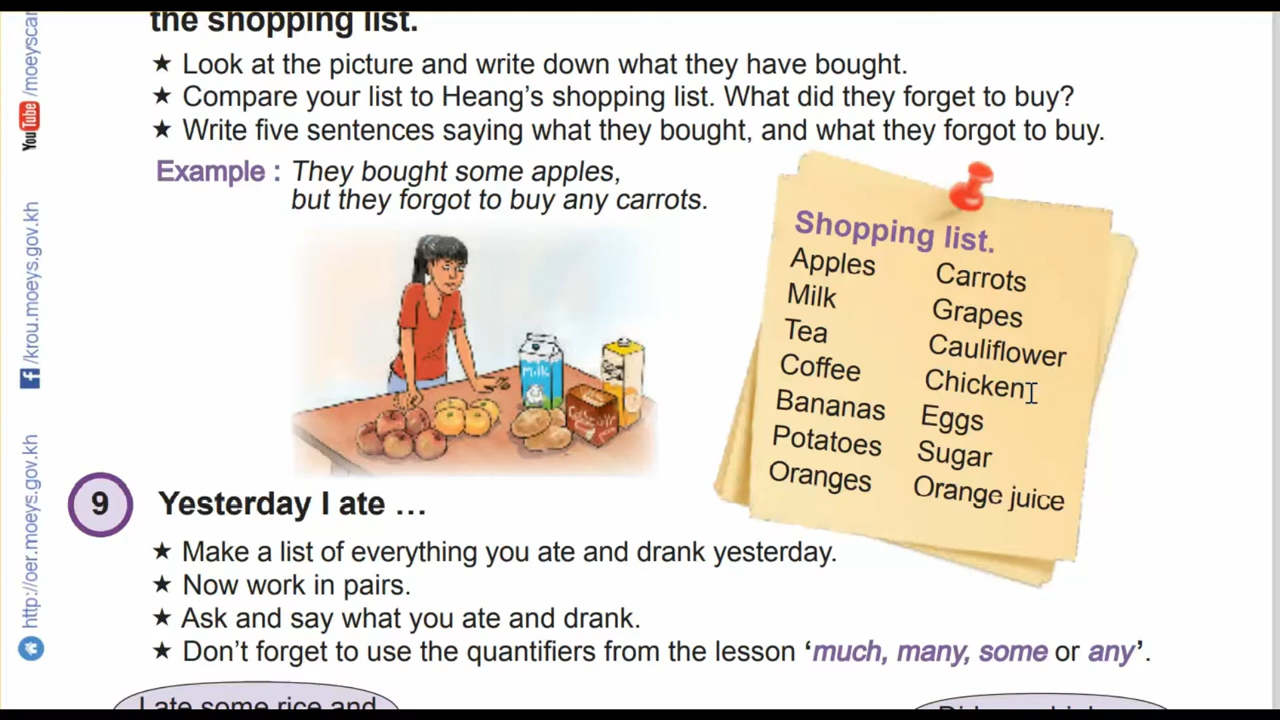 the shopping list.
★ Look at the picture and write down what they have bought.
★ Compare your list to Heang's shopping list. What did they forget to buy?
★ Write five sentences saying what they bought, and what they forgot to buy.
Example : They bought some apples,
but they forgot to buy any carrots.
Shopping list.
Apples
Milk
Tea
Coffee
Bananas
Potatoes
Oranges
Carrots
Grapes
Cauliflower
Chicken
Eggs
Sugar
Orange juice
Milk
9 Yesterday I ate …
★ Make a list of everything you ate and drank yesterday.
★ Now work in pairs.
★ Ask and say what you ate and drank.
★ Don't forget to use the quantifiers from the lesson 'much, many, some or any'.
I ate some rice and
YouTube /moeyscar
/krou.moeys.gov.kh
http://oer.moeys.gov.kh